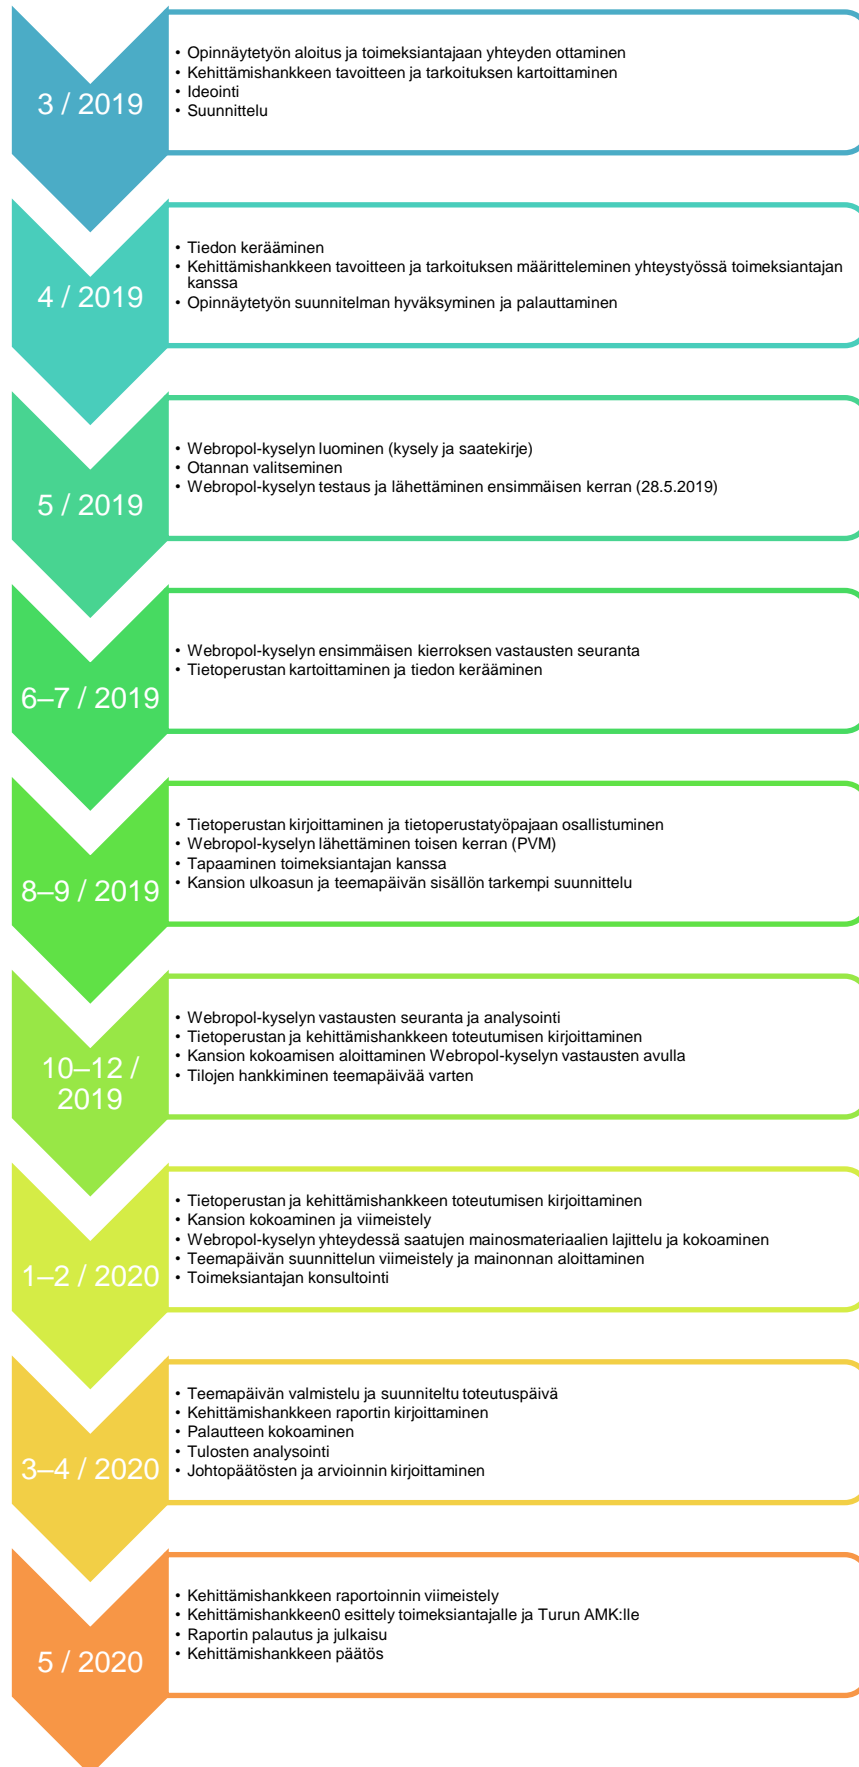 3 / 2019
• Opinnäytetyön aloitus ja toimeksiantajaan yhteyden ottaminen
• Kehittämishankkeen tavoitteen ja tarkoituksen kartoittaminen
• Ideointi
• Suunnittelu
4 / 2019
• Tiedon kerääminen
• Kehittämishankkeen tavoitteen ja tarkoituksen määritteleminen yhteystyössä toimeksiantajan
kanssa
• Opinnäytetyön suunnitelman hyväksyminen ja palauttaminen
5 / 2019
• Webropol-kyselyn luominen (kysely ja saatekirje)
• Otannan valitseminen
• Webropol-kyselyn testaus ja lähettäminen ensimmäisen kerran (28.5.2019)
6–7 / 2019
• Webropol-kyselyn ensimmäisen kierroksen vastausten seuranta
• Tietoperustan kartoittaminen ja tiedon kerääminen
8–9 / 2019
• Tietoperustan kirjoittaminen ja tietoperustatyöpajaan osallistuminen
• Webropol-kyselyn lähettäminen toisen kerran (PVM)
• Tapaaminen toimeksiantajan kanssa
• Kansion ulkoasun ja teemapäivän sisällön tarkempi suunnittelu
10–12 /
2019
• Webropol-kyselyn vastausten seuranta ja analysointi
• Tietoperustan ja kehittämishankkeen toteutumisen kirjoittaminen
• Kansion kokoamisen aloittaminen Webropol-kyselyn vastausten avulla
• Tilojen hankkiminen teemapäivää varten
1–2 / 2020
• Tietoperustan ja kehittämishankkeen toteutumisen kirjoittaminen
• Kansion kokoaminen ja viimeistely
• Webropol-kyselyn yhteydessä saatujen mainosmateriaalien lajittelu ja kokoaminen
• Teemapäivän suunnittelun viimeistely ja mainonnan aloittaminen
• Toimeksiantajan konsultointi
3–4 / 2020
• Teemapäivän valmistelu ja suunniteltu toteutuspäivä
• Kehittämishankkeen raportin kirjoittaminen
• Palautteen kokoaminen
• Tulosten analysointi
• Johtopäätösten ja arvioinnin kirjoittaminen
5 / 2020
• Kehittämishankkeen raportoinnin viimeistely
• Kehittämishankkeen0 esittely toimeksiantajalle ja Turun AMK:lle
• Raportin palautus ja julkaisu
• Kehittämishankkeen päätös